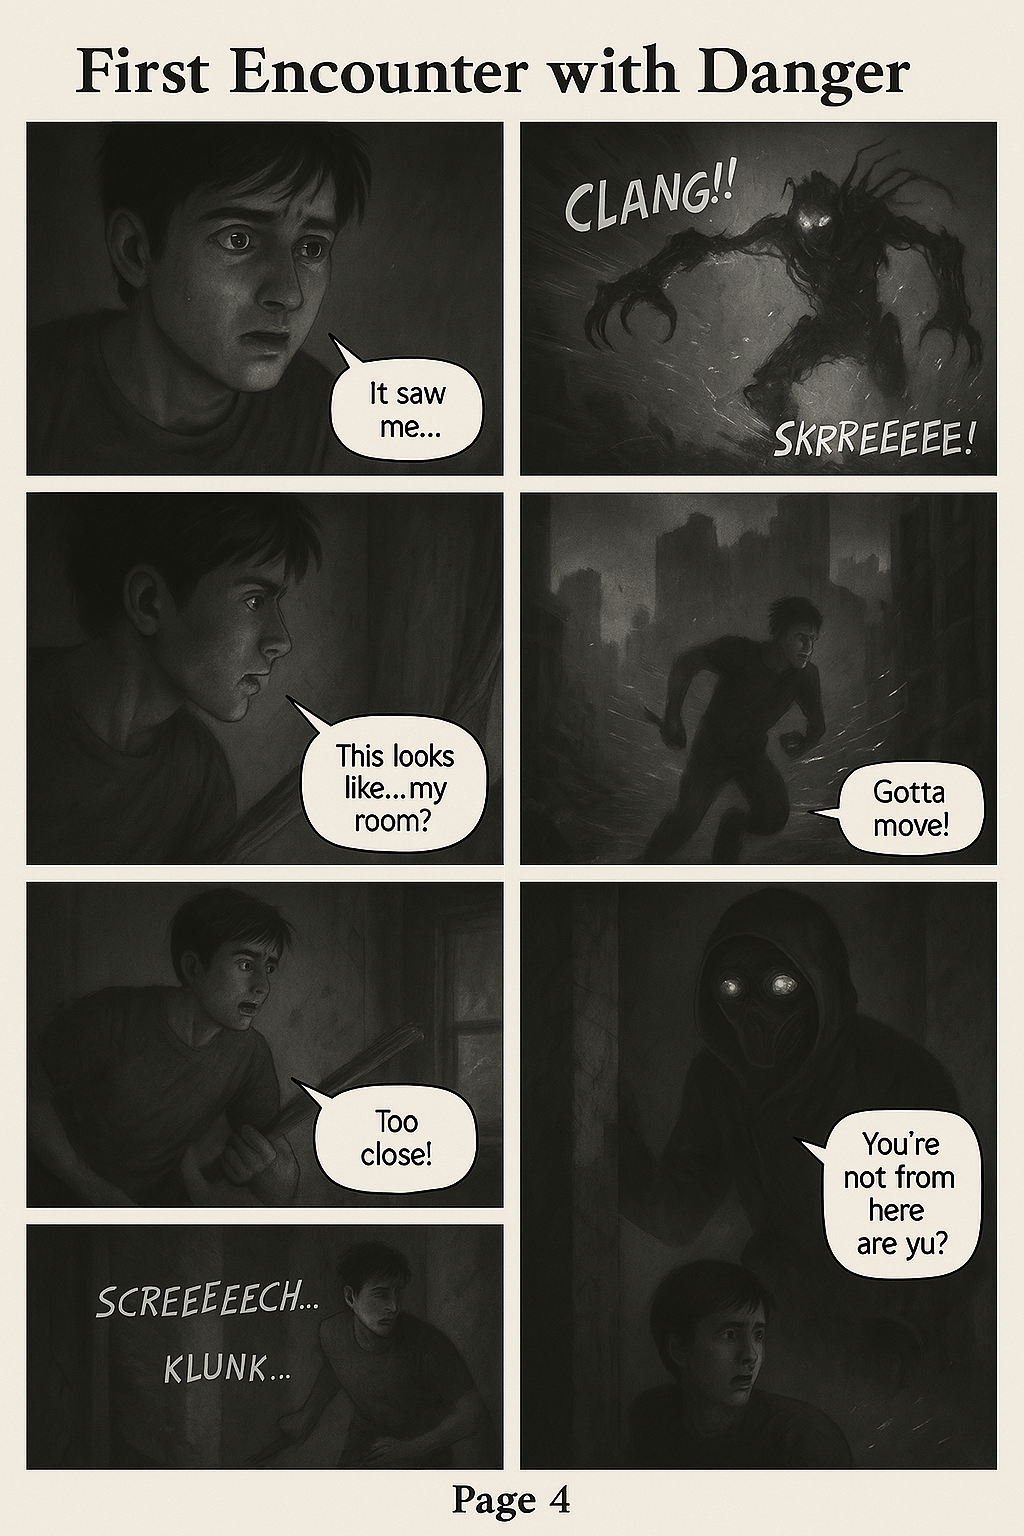 First Encounter with Danger
It saw
me...
CLANG!!
SKRREEEEE!
This looks
like...my
room?
Gotta
move!
Too
close!
SCREEEEECH...
KLUNK...
You're
not from
here
are yu?
Page 4